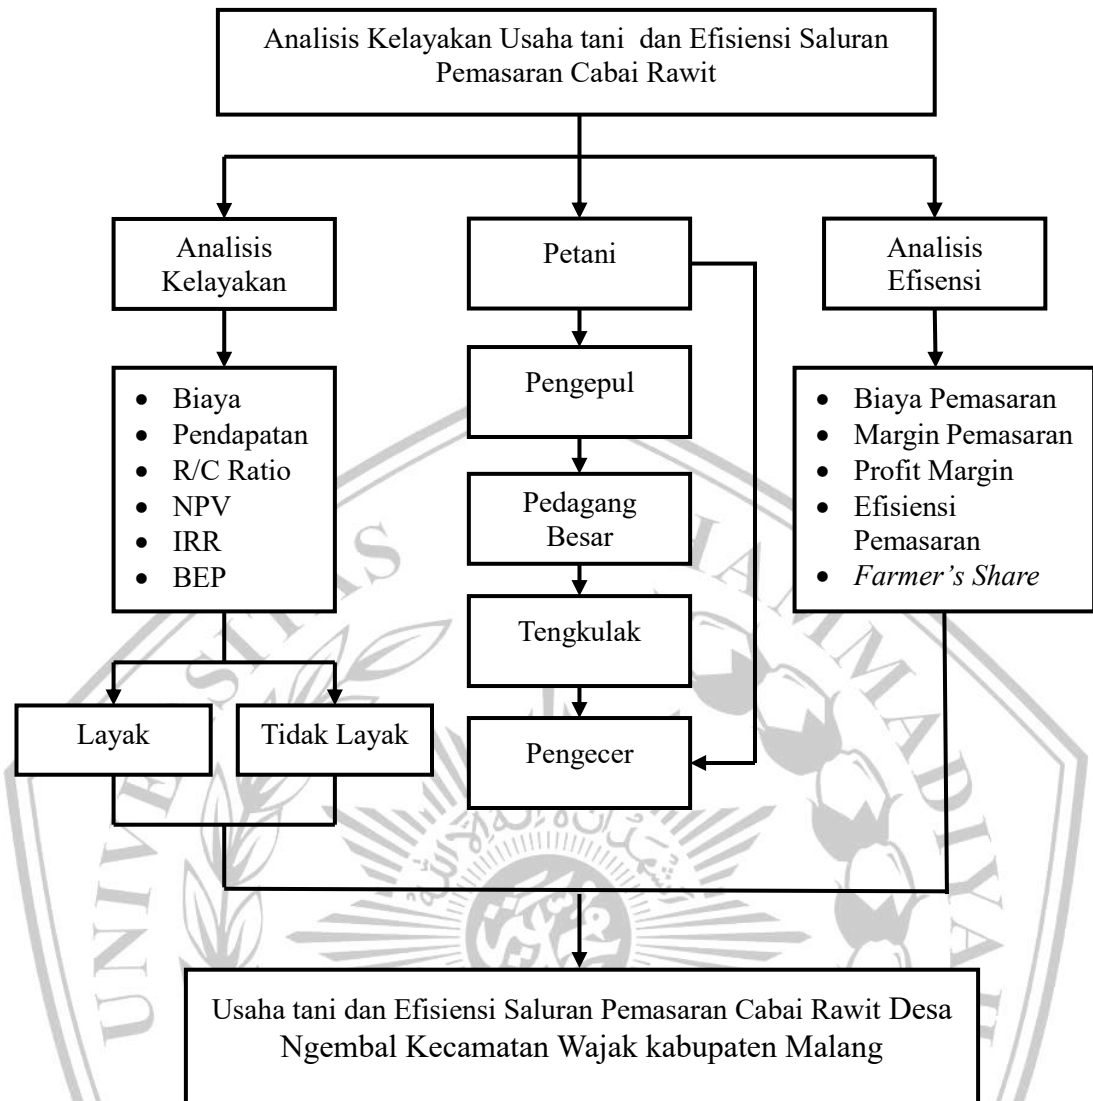 Analisis Kelayakan Usaha tani dan Efisiensi Saluran
Pemasaran Cabai Rawit
Analisis
Kelayakan
Petani
Analisis
Efisensi
• Biaya
• Pendapatan
• R/C Ratio
• NPV
• IRR
• BEP
Pengepul
Pedagang
Besar
Tengkulak
Pengecer
• Biaya Pemasaran
• Margin Pemasaran
• Profit Margin
• Efisiensi
Pemasaran
• Farmer’s Share
Layak
Tidak Layak
Usaha tani dan Efisiensi Saluran Pemasaran Cabai Rawit Desa
Ngembal Kecamatan Wajak kabupaten Malang